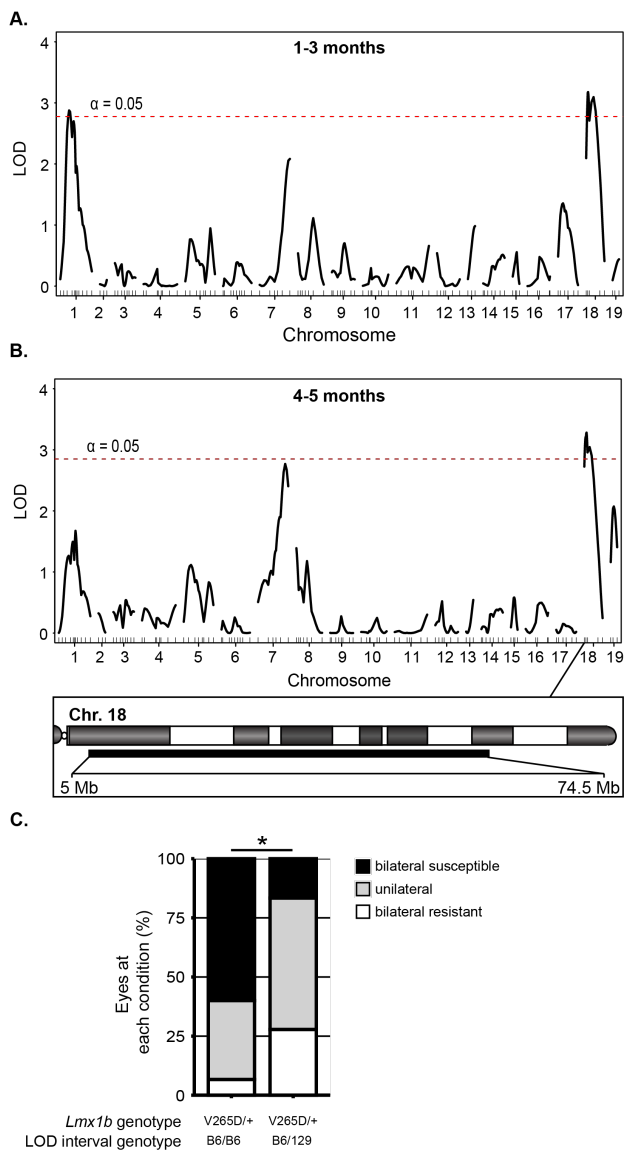 A.
1-3 months
α = 0.05
LOD
4
3
2
1
0
1 2 3 4 5 6 7 8 9 10 11 12 13 14 15 16 17 18 19
Chromosome
B.
4-5 months
α = 0.05
LOD
4
3
2
1
0
1 2 3 4 5 6 7 8 9 10 11 12 13 14 15 16 17 18 19
Chromosome
Chr. 18
5 Mb 74.5 Mb
C.
*
Eyes at
each condition (%)
100
75
50
25
0
bilateral susceptible
unilateral
bilateral resistant
Lmx1b genotype V265D/+ V265D/+
LOD interval genotype B6/B6 B6/129